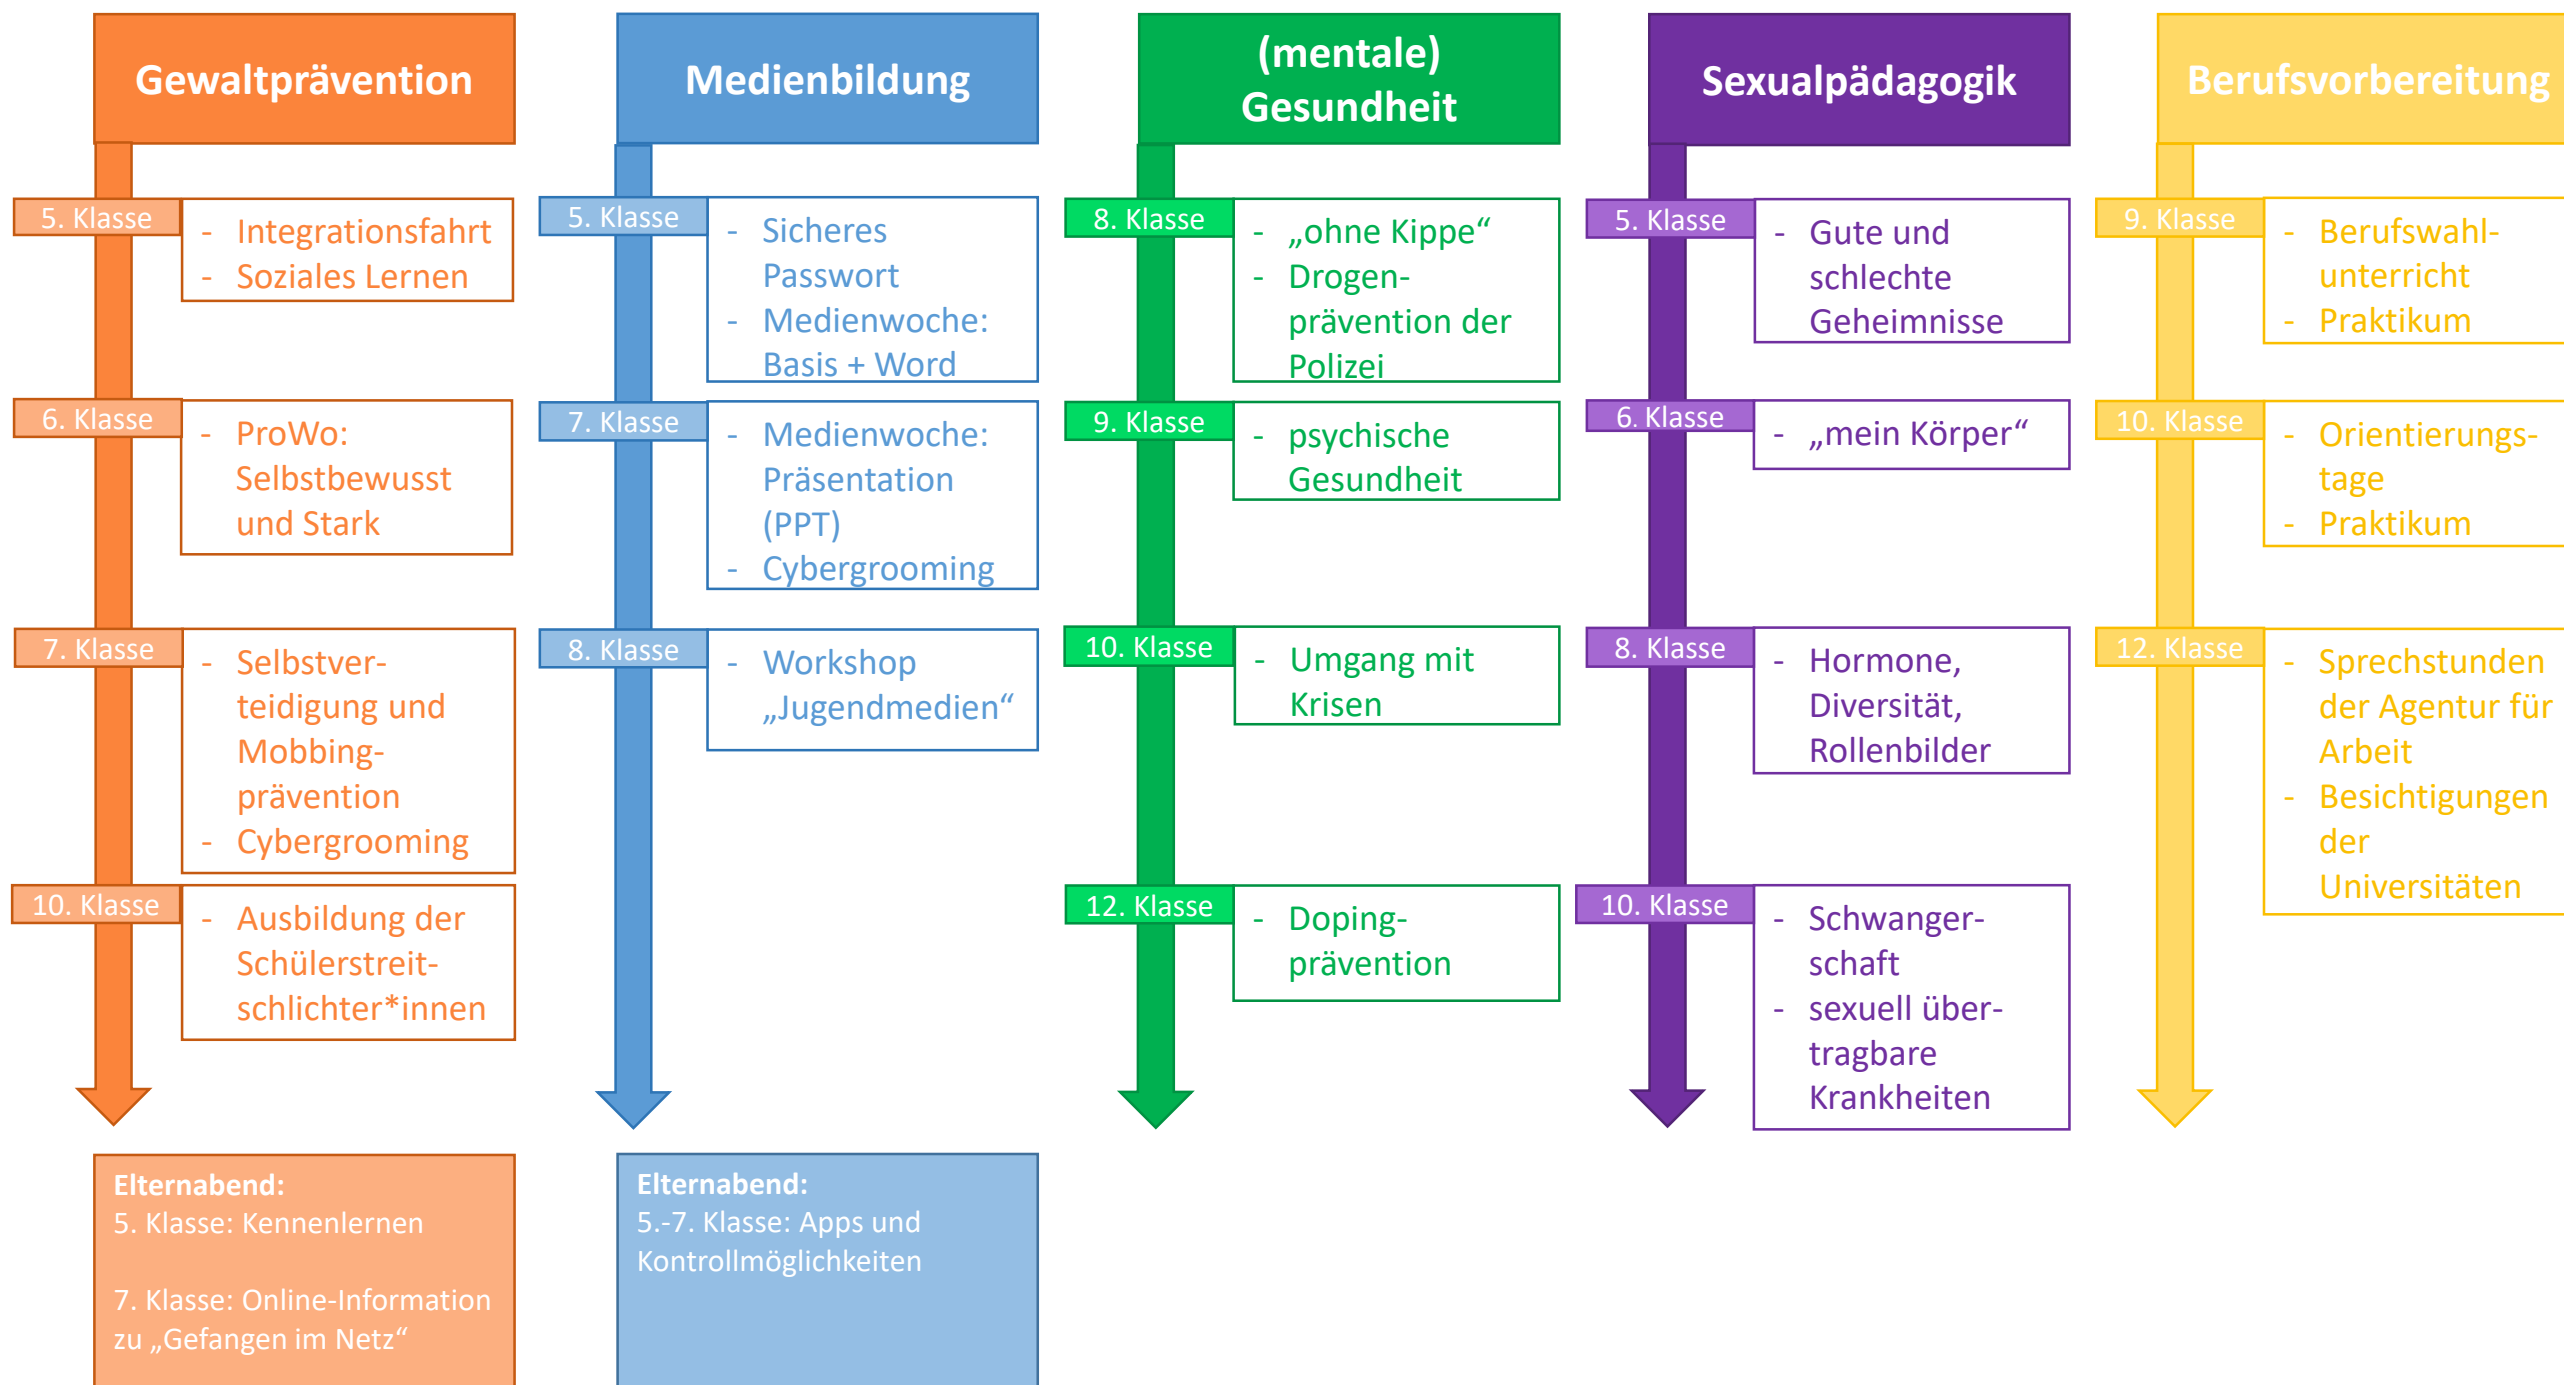 Gewaltprävention
5. Klasse
- Integrationsfahrt
- Soziales Lernen
6. Klasse
- ProWo:
Selbstbewusst
und Stark
7. Klasse
- Selbstver-
teidigung und
Mobbing-
prävention
- Cybergrooming
10. Klasse
- Ausbildung der
Schülerstreit-
schlichter*innen
Elternabend:
5. Klasse: Kennenlernen
7. Klasse: Online-Information
zu „Gefangen im Netz“
Medienbildung
5. Klasse
- Sicheres
Passwort
- Medienwoche:
Basis + Word
7. Klasse
- Medienwoche:
Präsentation
(PPT)
- Cybergrooming
8. Klasse
- Workshop
„Jugendmedien“
Elternabend:
5.-7. Klasse: Apps und
Kontrollmöglichkeiten
(mentale)
Gesundheit
8. Klasse
- „ohne Kippe“
- Drogen-
prävention der
Polizei
9. Klasse
- psychische
Gesundheit
10. Klasse
- Umgang mit
Krisen
12. Klasse
- Doping-
prävention
Sexualpädagogik
5. Klasse
- Gute und
schlechte
Geheimnisse
6. Klasse
- „mein Körper“
8. Klasse
- Hormone,
Diversität,
Rollenbilder
10. Klasse
- Schwanger-
schaft
- sexuell über-
tragbare
Krankheiten
Berufsvorbereitung
9. Klasse
- Berufswahl-
unterricht
- Praktikum
10. Klasse
- Orientierungs-
tage
- Praktikum
12. Klasse
- Sprechstunden
der Agentur für
Arbeit
- Besichtigungen
der
Universitäten